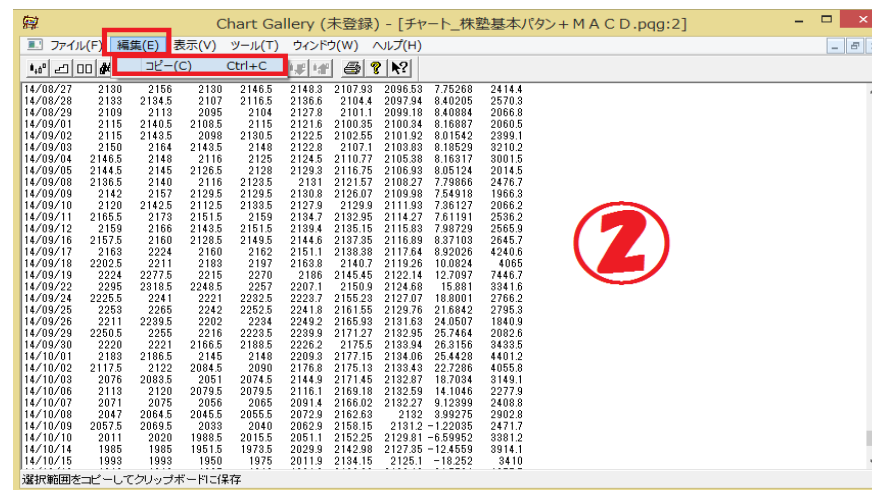 Chart Gallery (未登録) - [チャート_株塾基本パタン+ＭＡＣＤ.pqg:2]
ファイル(F) 編集(E) 表示(V) ツール(T) ウィンドウ(W) ヘルプ(H)
コピー(C) Ctrl+C
14/08/27 2130 2156 2130 2146.5 2148.3 2107.93 2096.53 7.75268 2414.4
14/08/28 2133 2134.5 2107 2116.5 2136.6 2104.4 2097.94 8.40205 2570.3
14/08/29 2109 2113 2095 2104 2127.8 2101.1 2099.18 8.40884 2066.8
14/09/01 2115 2140.5 2108.5 2115 2121.6 2100.35 2100.34 8.16887 2060.5
14/09/02 2115 2143.5 2098 2130.5 2122.5 2102.55 2101.92 8.01542 2399.1
14/09/03 2150 2164 2143.5 2148 2122.8 2107.1 2103.83 8.18529 3210.2
14/09/04 2146.5 2148 2116 2125 2124.5 2110.77 2105.38 8.16317 3001.5
14/09/05 2144.5 2145 2126.5 2128 2129.3 2116.75 2106.93 8.05124 2014.5
14/09/08 2136.5 2140 2116 2123.5 2131 2121.57 2108.27 7.79866 2476.7
14/09/09 2142 2157 2129.5 2129.5 2130.8 2126.07 2109.98 7.54918 1966.3
14/09/10 2120 2142.5 2112.5 2133.5 2127.9 2129.9 2111.93 7.36127 2066.2
14/09/11 2165.5 2173 2151.5 2159 2134.7 2132.95 2114.27 7.61191 2536.2
14/09/12 2159 2166 2143.5 2151.5 2139.4 2135.15 2115.83 7.98729 2565.9
14/09/16 2157.5 2160 2128.5 2149.5 2144.6 2137.35 2116.89 8.37103 2645.7
14/09/17 2163 2224 2160 2162 2151.1 2138.38 2117.64 8.92026 4240.6
14/09/18 2202.5 2211 2183 2197 2163.8 2140.7 2119.26 10.0824 4065
14/09/19 2224 2277.5 2215 2270 2186 2145.45 2122.14 12.7097 7446.7
14/09/22 2295 2318.5 2248.5 2257 2207.1 2150.9 2124.68 15.881 3341.6
14/09/24 2225.5 2241 2221 2232.5 2223.7 2155.23 2127.07 18.8001 2766.2
14/09/25 2253 2265 2242 2252.5 2241.8 2161.55 2129.76 21.6842 2795.3
14/09/26 2211 2239.5 2202 2234 2249.2 2165.93 2131.63 24.0507 1840.9
14/09/29 2250.5 2255 2216 2223.5 2239.9 2171.27 2132.95 25.7464 2082.6
14/09/30 2220 2221 2166.5 2188.5 2226.2 2175.5 2133.94 26.3156 3433.5
14/10/01 2183 2186.5 2145 2148 2209.3 2177.15 2134.06 25.4428 4401.2
14/10/02 2117.5 2122 2084.5 2090 2176.8 2175.13 2133.43 22.7286 4055.8
14/10/03 2076 2083.5 2051 2074.5 2144.9 2171.45 2132.87 18.7034 3149.1
14/10/06 2113 2120 2079.5 2079.5 2116.1 2169.18 2132.59 14.1046 2277.9
14/10/07 2071 2075 2056 2065 2091.4 2166.02 2132.27 9.12399 2408.8
14/10/08 2047 2064.5 2045.5 2055.5 2072.9 2162.63 2132 3.99275 2902.8
14/10/09 2057.5 2069.5 2033 2040 2062.9 2158.15 2131.2 -1.22035 2471.7
14/10/10 2011 2020 1988.5 2015.5 2051.1 2152.25 2129.81 -6.59952 3381.2
14/10/14 1985 1985 1951.5 1973.5 2029.9 2142.98 2127.35 -12.4559 3914.1
14/10/15 1993 1993 1950 1975 2011.9 2134.15 2125.1 -18.252 3410
2
選択範囲をコピーしてクリップボードに保存